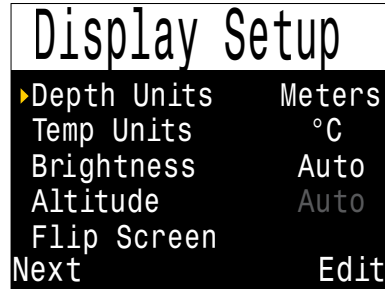 Display Setup
Depth Units Meters
Temp Units °C
Brightness Auto
Altitude Auto
Flip Screen
Next Edit